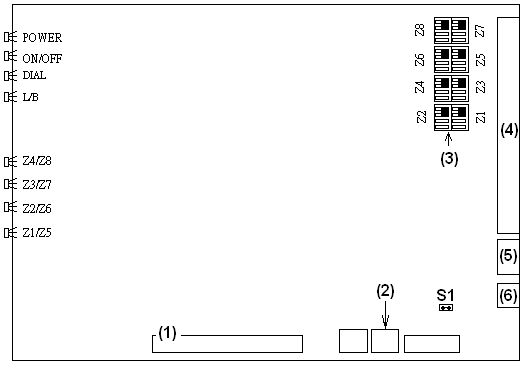 POWER
ON/OFF
DIAL
L/B
Z4/Z8
Z3/Z7
Z2/Z6
Z1/Z5
Z8 Z7
Z6 Z5
Z4 Z3
Z2 Z1
(3)
(4)
(5)
(6)
S1
(2)
(1)